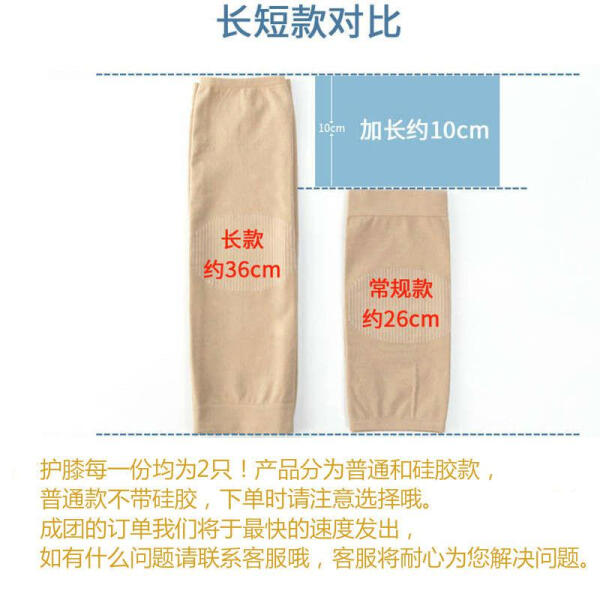 长短款对比
10cm
加长约10cm
长款
约36cm
常规款
约26cm
护膝每一份均为2只！产品分为普通和硅胶款，
普通款不带硅胶，下单时请注意选择哦。
成团的订单我们将于最快的速度发出，
如有什么问题请联系客服哦，客服将耐心为您解决问题。